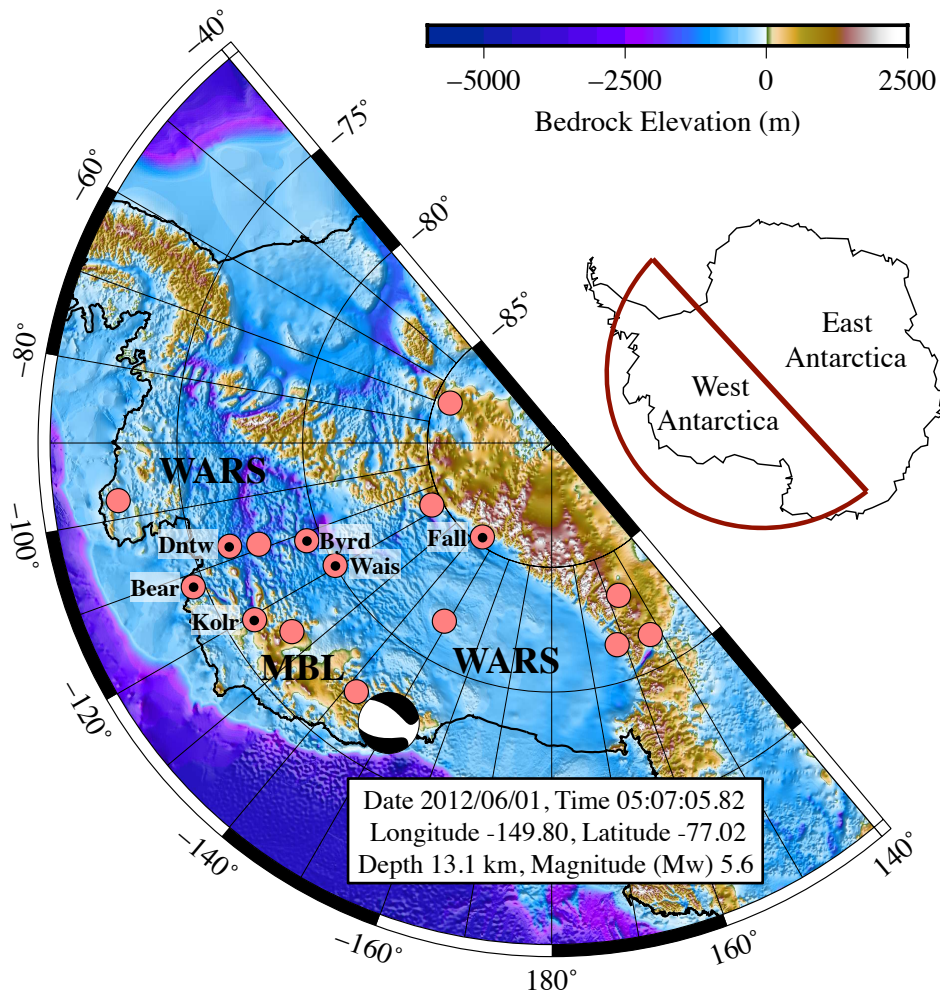 −5000 −2500 0 2500
Bedrock Elevation (m)
−40°
−75°
−60°
−80°
−85°
−80°
East
Antarctica
West
Antarctica
WARS
−100°
Dntw
Byrd
Fall
Wais
Bear
Kolr
MBL
WARS
−120°
Date 2012/06/01, Time 05:07:05.82
Longitude -149.80, Latitude -77.02
Depth 13.1 km, Magnitude (Mw) 5.6
−140°
140°
−160°
160°
180°